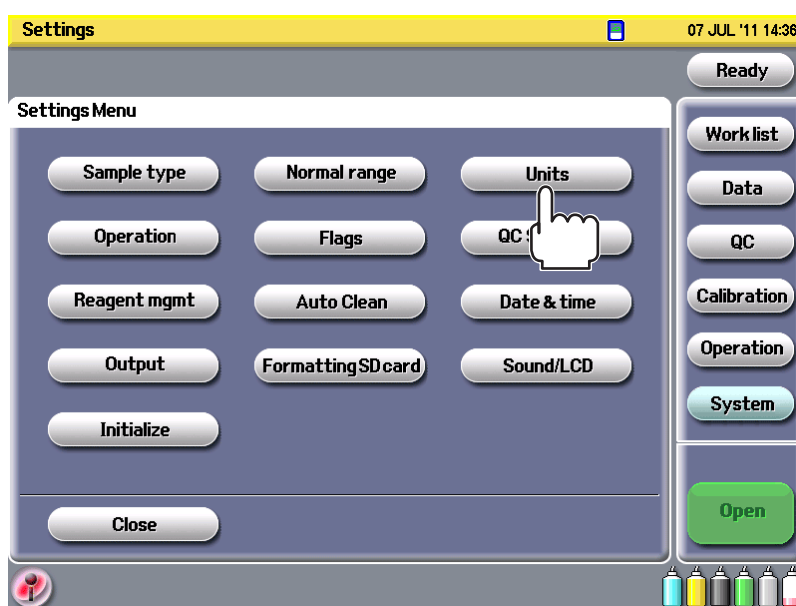 Settings 07 JUL '11 14:36
Ready
Settings Menu
Work list
Sample type Normal range Units
Data
Operation Flags QC
QC
Reagent mgmt Auto Clean Date & time
Calibration
Output Formatting SD card Sound/LCD
Operation
System
Initialize
Open
Close